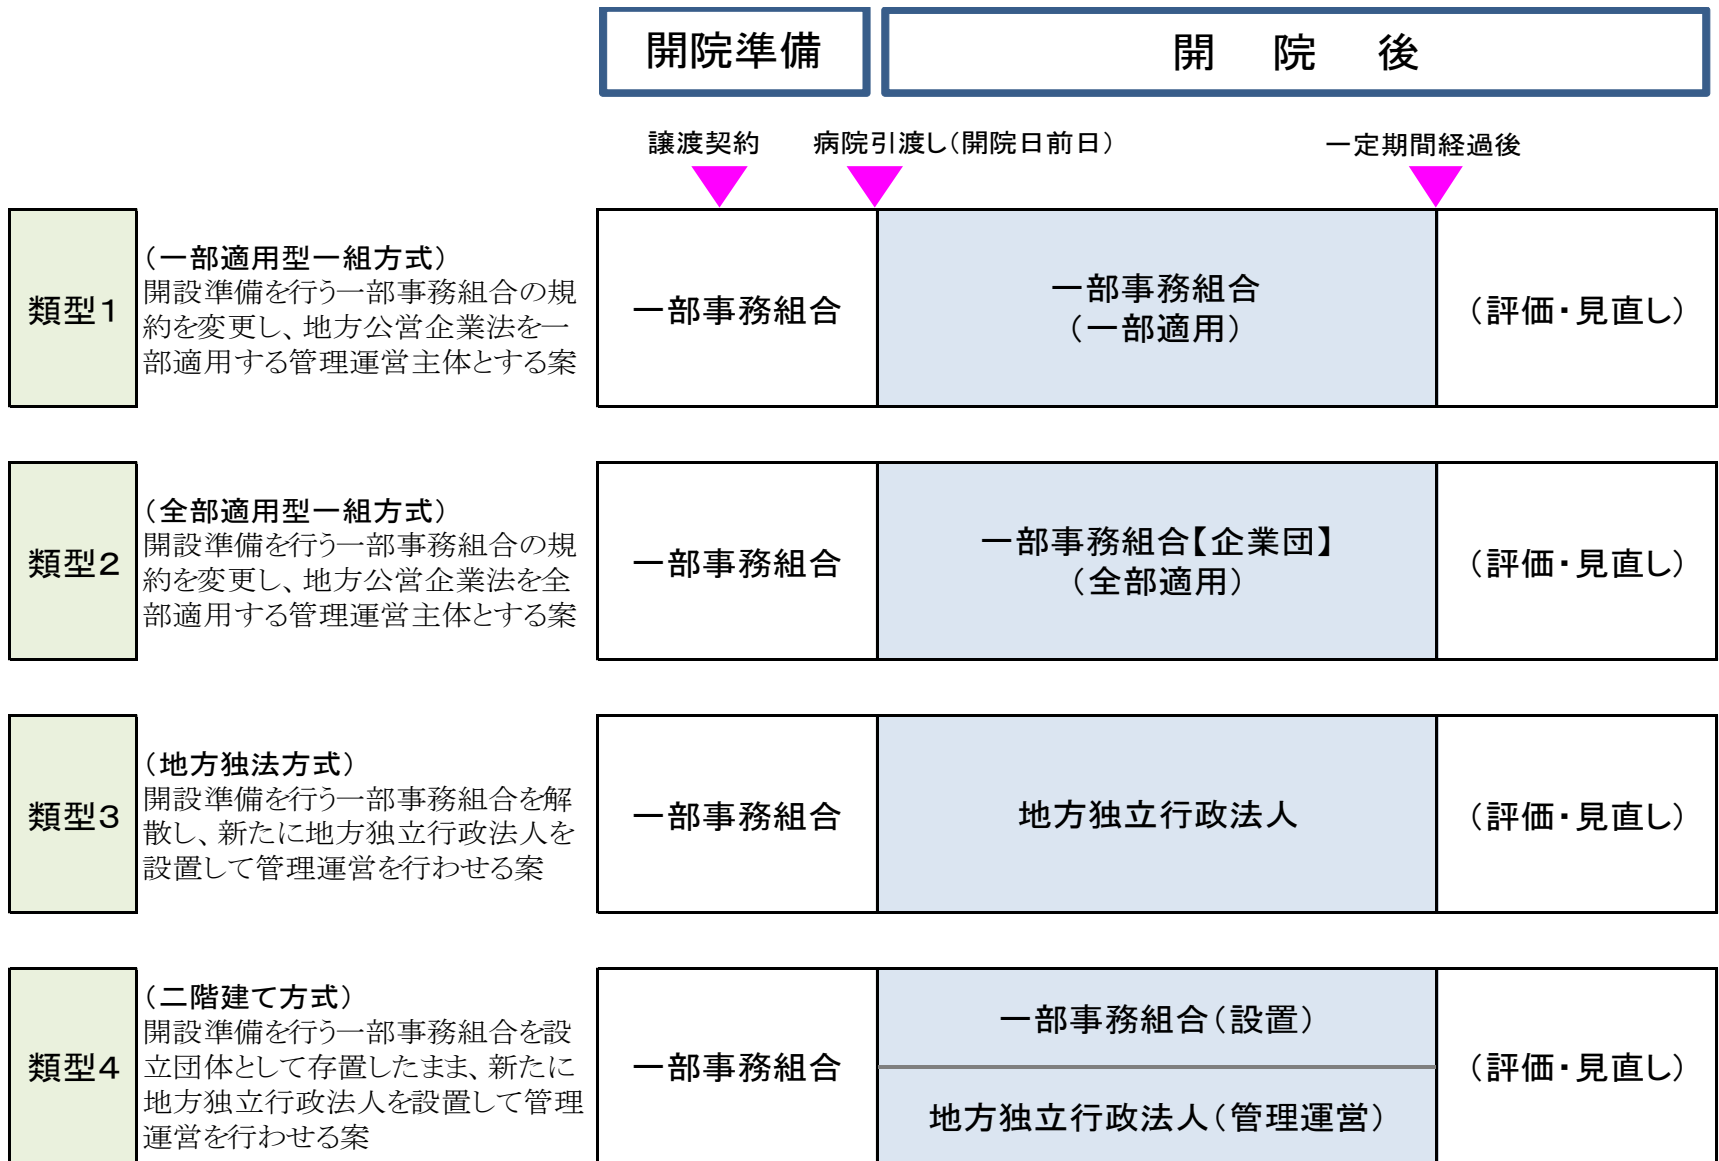 開院準備
開　院　後
譲渡契約
病院引渡し（開院日前日）
一定期間経過後
類型１
（一部適用型一組方式）
開設準備を行う一部事務組合の規
約を変更し、地方公営企業法を一
部適用する管理運営主体とする案
一部事務組合
一部事務組合
（一部適用）
（評価・見直し）
類型２
（全部適用型一組方式）
開設準備を行う一部事務組合の規
約を変更し、地方公営企業法を全
部適用する管理運営主体とする案
一部事務組合
一部事務組合【企業団】
（全部適用）
（評価・見直し）
類型３
（地方独法方式）
開設準備を行う一部事務組合を解
散し、新たに地方独立行政法人を
設置して管理運営を行わせる案
一部事務組合
地方独立行政法人
（評価・見直し）
類型４
（二階建て方式）
開設準備を行う一部事務組合を設
立団体として存置したまま、新たに
地方独立行政法人を設置して管理
運営を行わせる案
一部事務組合
一部事務組合（設置）
地方独立行政法人（管理運営）
（評価・見直し）